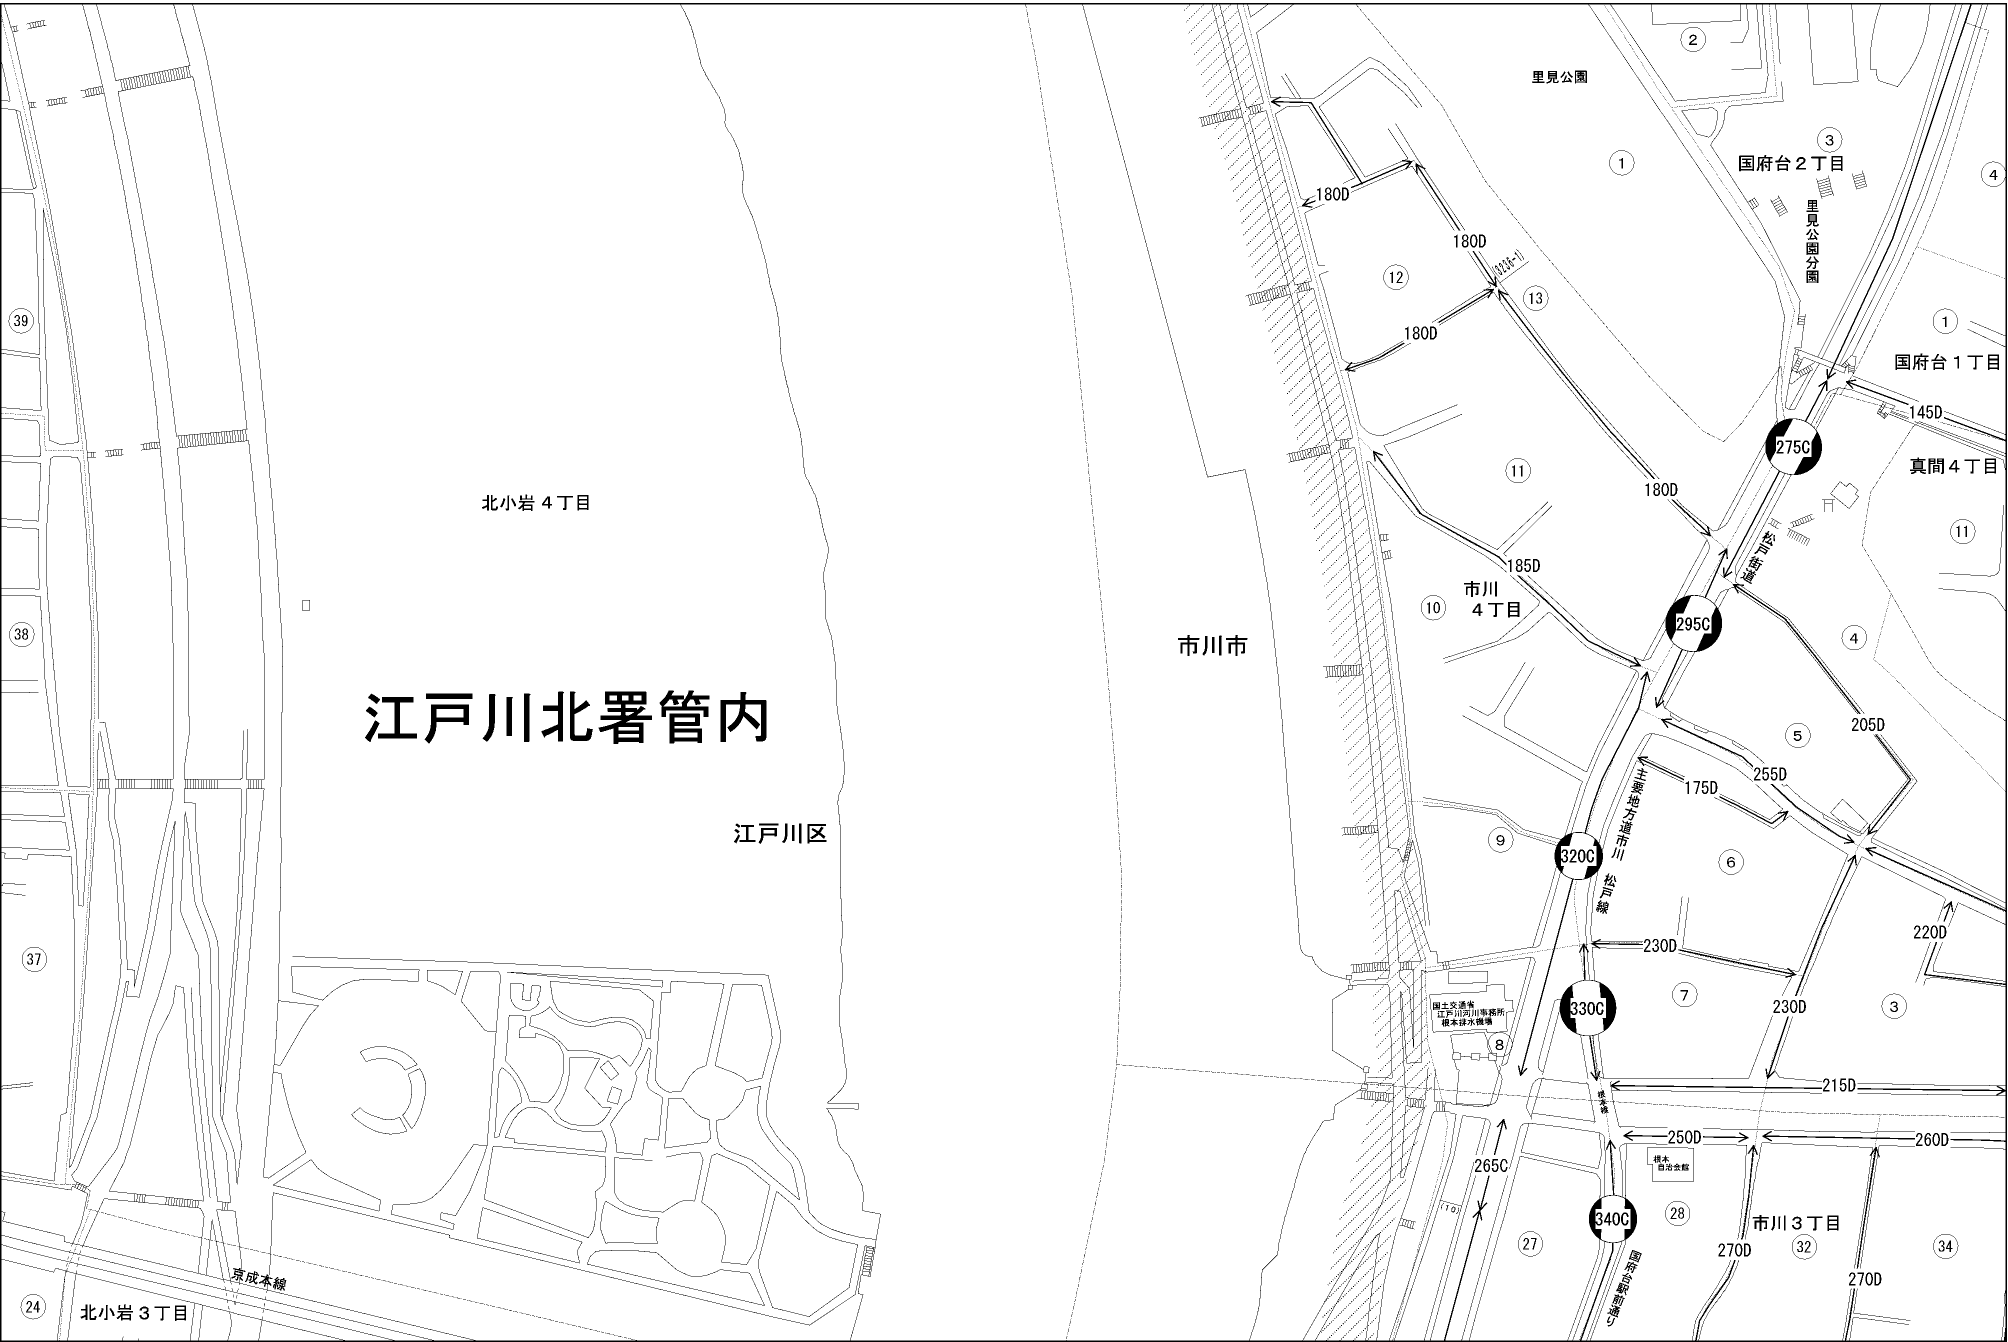 2
里見公園
3
国府台２丁目
1
4
180D
里見公園分園
180D
(3236-1)
12
13
39
1
180D
国府台１丁目
145D
275C
真間４丁目
11
180D
北小岩４丁目
松戸街道
11
185D
市川
４丁目
10
295C
38
4
市川市
江戸川北署管内
205D
5
255D
175D
主要地方道市川　松戸線
江戸川区
9
320C
6
220D
230D
37
7
230D
3
国土交通省
江戸川河川事務所
根本排水機場
330C
8
215D
根本線
250D
260D
265C
根本
自治会館
(10)
340C
28
市川３丁目
27
270D
32
34
国府台駅前通り
270D
京成本線
24
北小岩３丁目